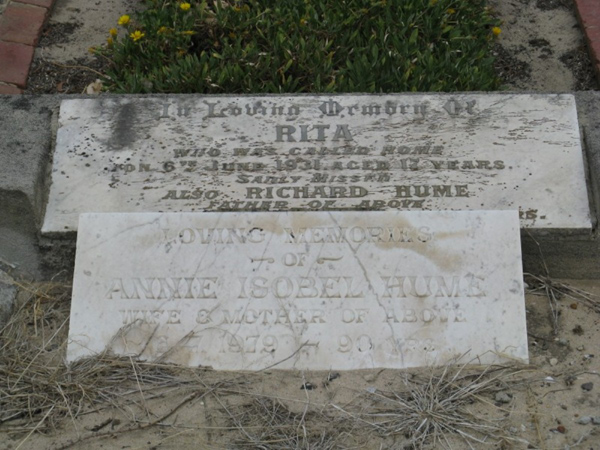 In Loving Memory Of
RITA
WHO WAS CALLED HOME
ON 6TH JUNE 1931 AGED 17 YEARS.
SADLY MISSED
ALSO RICHARD HUME
FATHER OF ABOVE
LOVING MEMORIES
~ OF ~
ANNIE ISOBEL HUME
WIFE & MOTHER OF ABOVE
1979